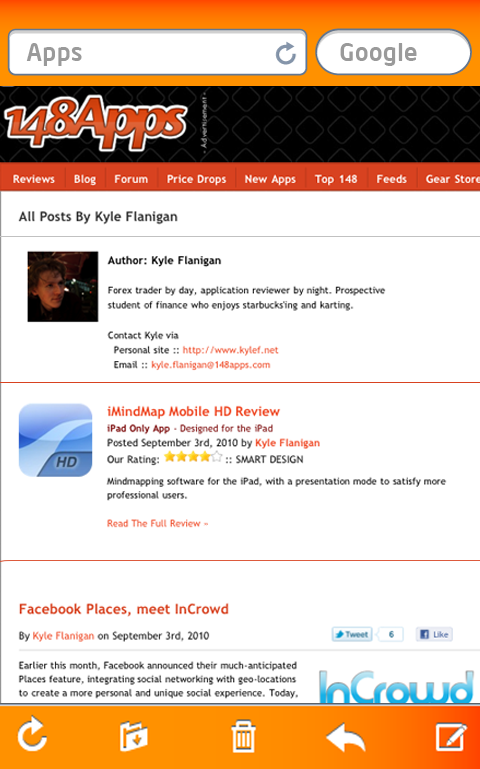 Apps
Google
148Apps
- Advertisement -
Reviews Blog Forum Price Drops New Apps Top 148 Feeds Gear Store
All Posts By Kyle Flanigan
Author: Kyle Flanigan
Forex trader by day, application reviewer by night. Prospective
student of finance who enjoys starbucks'ing and karting.
Contact Kyle via
Personal site :: http://www.kylef.net
Email :: kyle.flanigan@148apps.com
HD
iMindMap Mobile HD Review
iPad Only App - Designed for the iPad
Posted September 3rd, 2010 by Kyle Flanigan
Our Rating: :: SMART DESIGN
Mindmapping software for the iPad, with a presentation mode to satisfy more
professional users.
Read The Full Review »
Facebook Places, meet InCrowd
By Kyle Flanigan on September 3rd, 2010
Tweet 6 Like
Earlier this month, Facebook announced their much-anticipated
Places feature, integrating social networking with geo-locations
to create a more personal and unique social experience. Today,
InCrowd